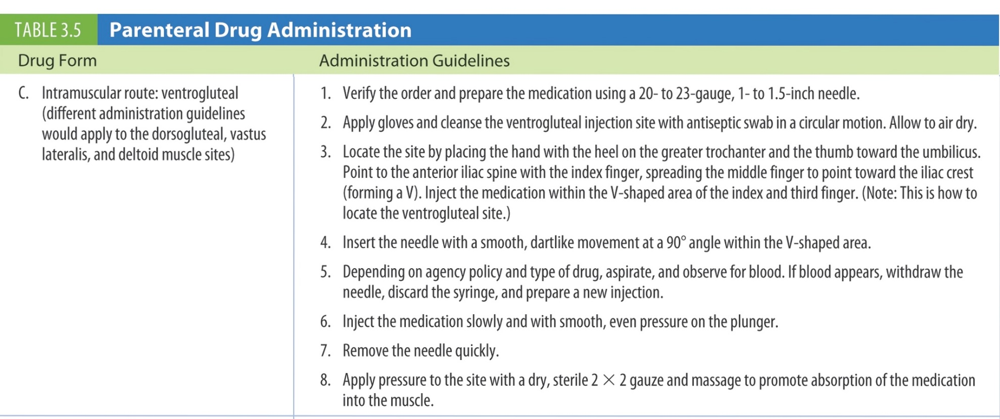 TABLE 3.5 Parenteral Drug Administration
Drug Form Administration Guidelines
C. Intramuscular route: ventrogluteal
(different administration guidelines
would apply to the dorsogluteal, vastus
lateralis, and deltoid muscle sites)
1. Verify the order and prepare the medication using a 20- to 23-gauge, 1- to 1.5-inch needle.
2. Apply gloves and cleanse the ventrogluteal injection site with antiseptic swab in a circular motion. Allow to air dry.
3. Locate the site by placing the hand with the heel on the greater trochanter and the thumb toward the umbilicus.
Point to the anterior iliac spine with the index finger, spreading the middle finger to point toward the iliac crest
(forming a V). Inject the medication within the V-shaped area of the index and third finger. (Note: This is how to
locate the ventrogluteal site.)
4. Insert the needle with a smooth, dartlike movement at a 90° angle within the V-shaped area.
5. Depending on agency policy and type of drug, aspirate, and observe for blood. If blood appears, withdraw the
needle, discard the syringe, and prepare a new injection.
6. Inject the medication slowly and with smooth, even pressure on the plunger.
7. Remove the needle quickly.
8. Apply pressure to the site with a dry, sterile 2 × 2 gauze and massage to promote absorption of the medication
into the muscle.